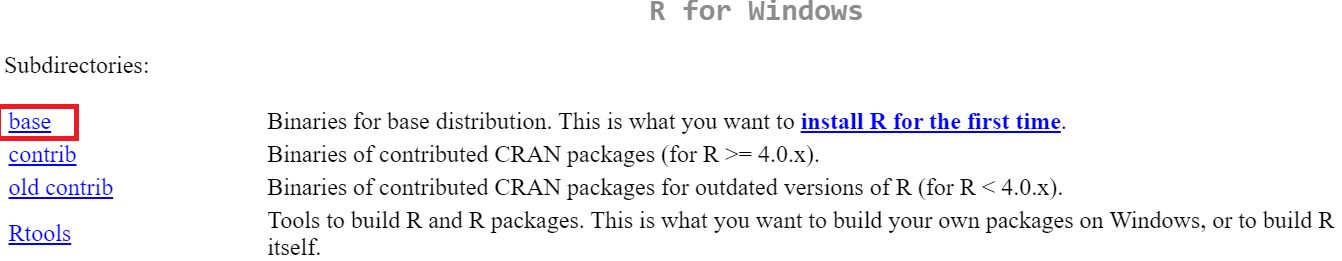 R for Windows
Subdirectories:
base Binaries for base distribution. This is what you want to install R for the first time.
contrib Binaries of contributed CRAN packages (for R >= 4.0.x).
old contrib Binaries of contributed CRAN packages for outdated versions of R (for R < 4.0.x).
Rtools Tools to build R and R packages. This is what you want to build your own packages on Windows, or to build R
itself.